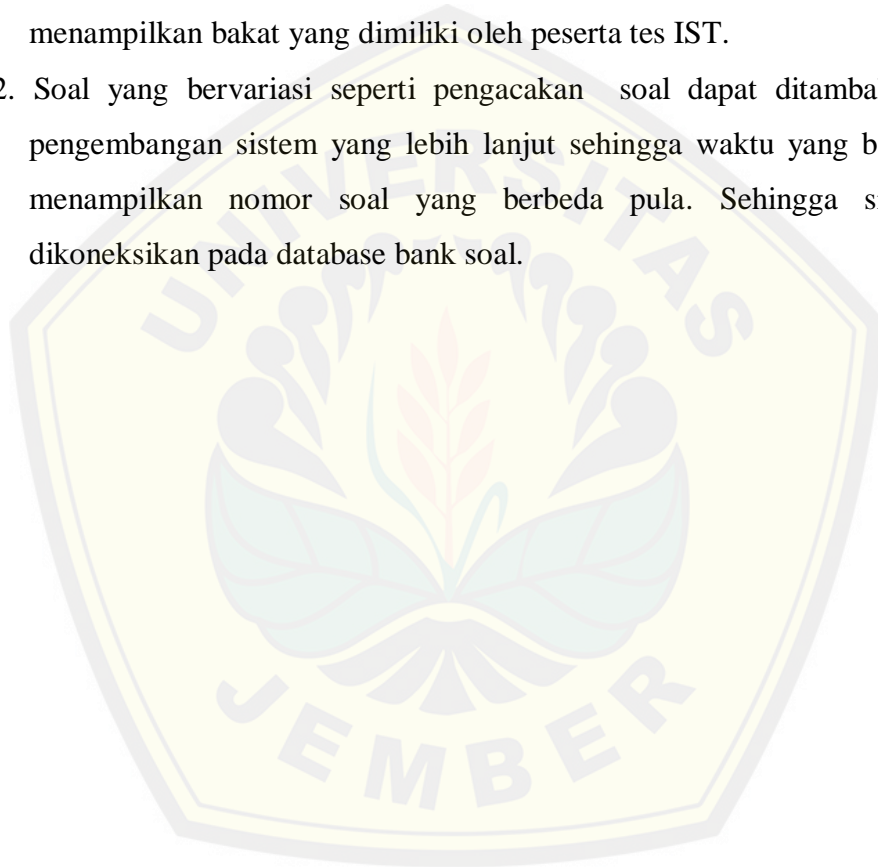 menampilkan bakat yang dimiliki oleh peserta tes IST.
2. Soal yang bervariasi seperti pengacakan soal dapat
pengembangan sistem yang lebih lanjut sehingga waktu yang
menampilkan nomor soal yang berbeda pula. Sehingga
dikoneksikan pada database bank soal.
UNIVERSITAS
JEMBER